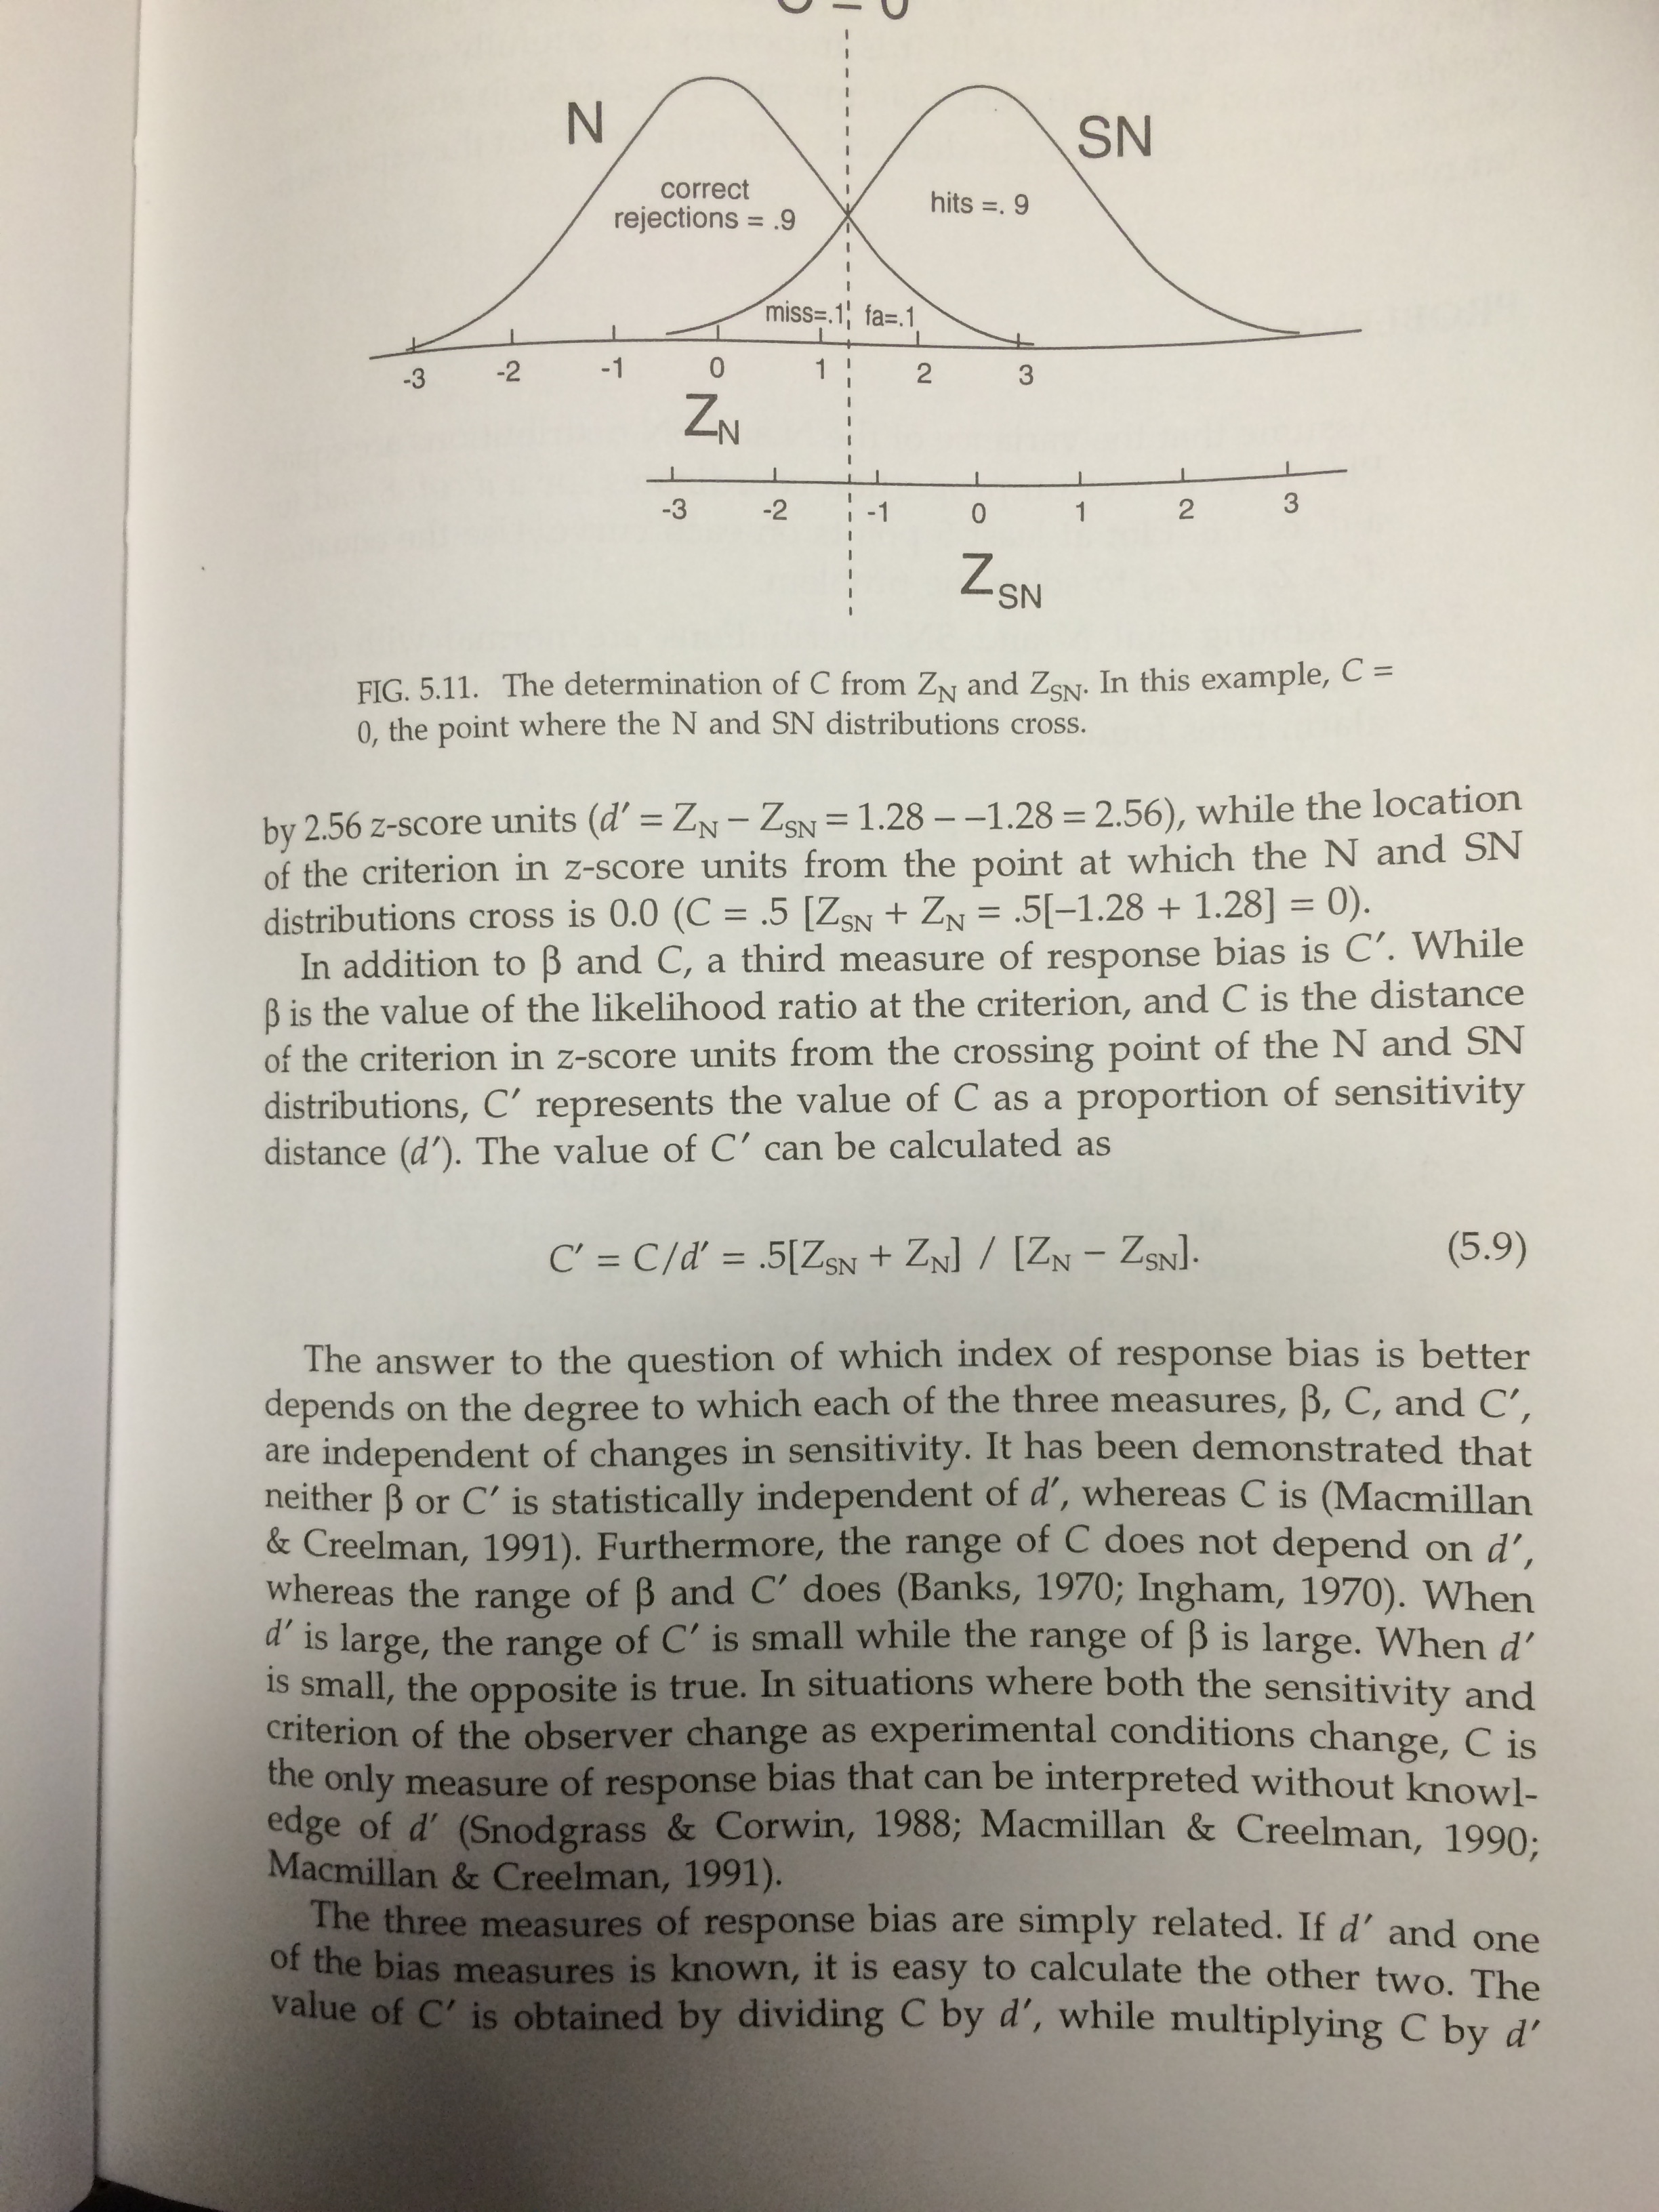 C = 0
N
SN
correct
rejections = .9
hits =. 9
miss=.1 fa=.1
-3 -2 -1 0 1 2 3
Z_N
-3 -2 -1 0 1 2 3
Z_SN
FIG. 5.11. The determination of C from Z_N and Z_SN. In this example, C =
0, the point where the N and SN distributions cross.
by 2.56 z-score units (d′ = Z_N − Z_SN = 1.28 − −1.28 = 2.56), while the location
of the criterion in z-score units from the point at which the N and SN
distributions cross is 0.0 (C = .5 [Z_SN + Z_N = .5[−1.28 + 1.28] = 0).
In addition to β and C, a third measure of response bias is C′. While
β is the value of the likelihood ratio at the criterion, and C is the distance
of the criterion in z-score units from the crossing point of the N and SN
distributions, C′ represents the value of C as a proportion of sensitivity
distance (d′). The value of C′ can be calculated as
C′ = C/d′ = .5[Z_SN + Z_N] / [Z_N − Z_SN]. (5.9)
The answer to the question of which index of response bias is better
depends on the degree to which each of the three measures, β, C, and C′,
are independent of changes in sensitivity. It has been demonstrated that
neither β or C′ is statistically independent of d′, whereas C is (Macmillan
& Creelman, 1991). Furthermore, the range of C does not depend on d′,
whereas the range of β and C′ does (Banks, 1970; Ingham, 1970). When
d′ is large, the range of C′ is small while the range of β is large. When d′
is small, the opposite is true. In situations where both the sensitivity and
criterion of the observer change as experimental conditions change, C is
the only measure of response bias that can be interpreted without knowl-
edge of d′ (Snodgrass & Corwin, 1988; Macmillan & Creelman, 1990;
Macmillan & Creelman, 1991).
The three measures of response bias are simply related. If d′ and one
of the bias measures is known, it is easy to calculate the other two. The
value of C′ is obtained by dividing C by d′, while multiplying C by d′